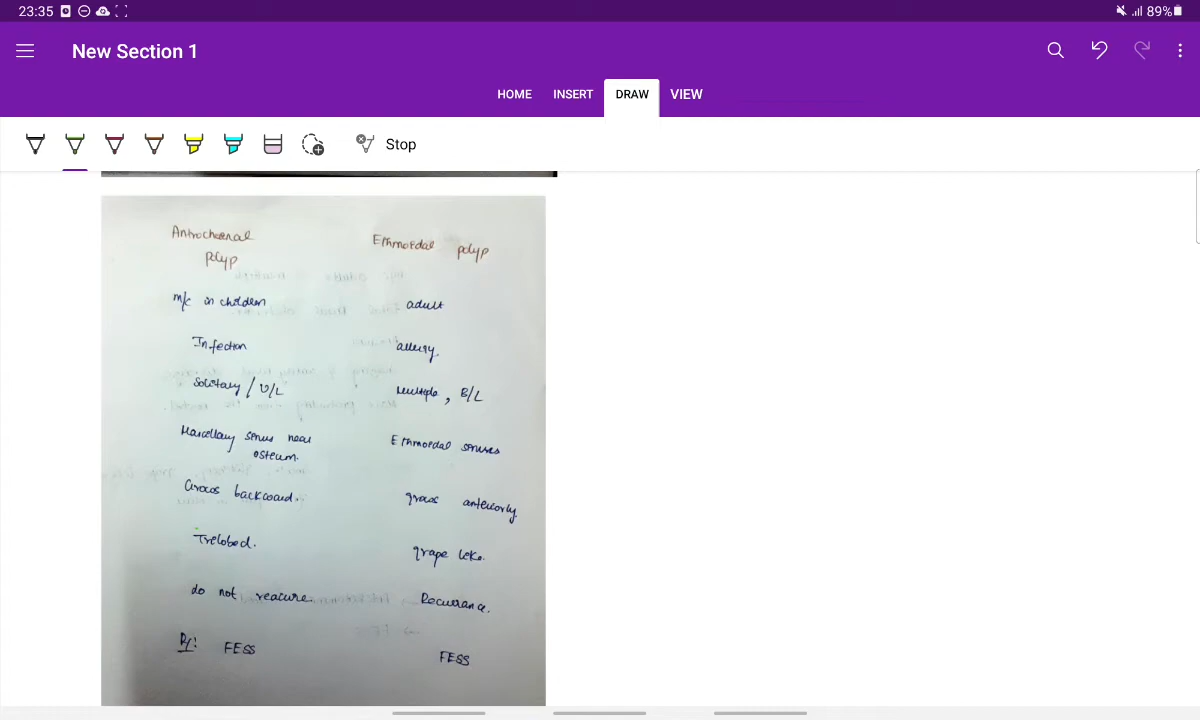 23:35 89%
New Section 1
HOME INSERT DRAW VIEW
Stop
Antrochoanal Ethmoidal polyp
polyp
m/c in children adult
Infection allergy.
Solitary / U/L Multiple, B/L
Maxillary sinus near Ethmoidal sinuses
osteum.
Grows backward. grows anteriorly
Trilobed. grape like.
do not reacure. Recurrance.
Rx: FESS FESS